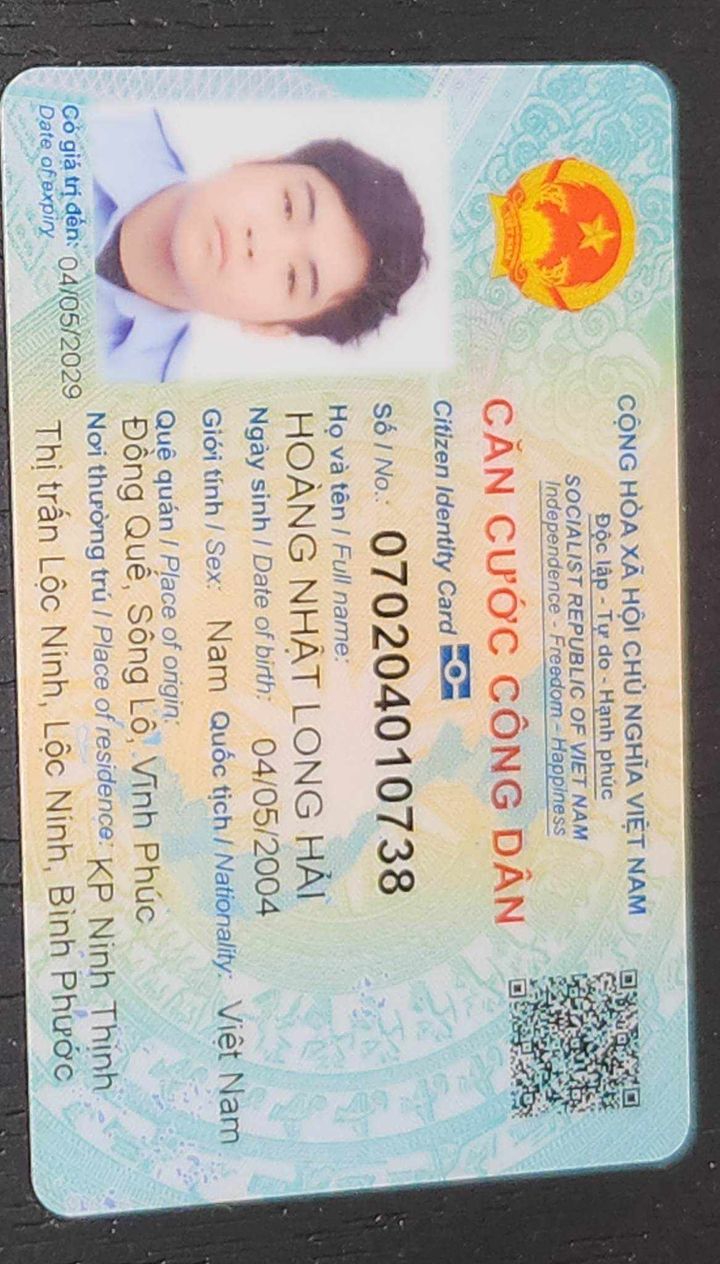 CỘNG HÒA XÃ HỘI CHỦ NGHĨA VIỆT NAM
Độc lập - Tự do - Hạnh phúc
SOCIALIST REPUBLIC OF VIET NAM
Independence - Freedom - Happiness
CĂN CƯỚC CÔNG DÂN
Citizen Identity Card
Số / No.: 070204010738
Họ và tên / Full name:
HOÀNG NHẬT LONG HẢI
Ngày sinh / Date of birth: 04/05/2004
Giới tính / Sex: Nam Quốc tịch / Nationality: Việt Nam
Quê quán / Place of origin:
Đồng Quế, Sông Lô, Vĩnh Phúc
Nơi thường trú / Place of residence: KP Ninh Thịnh
Thị trấn Lộc Ninh, Lộc Ninh, Bình Phước
Có giá trị đến: 04/05/2029
Date of expiry